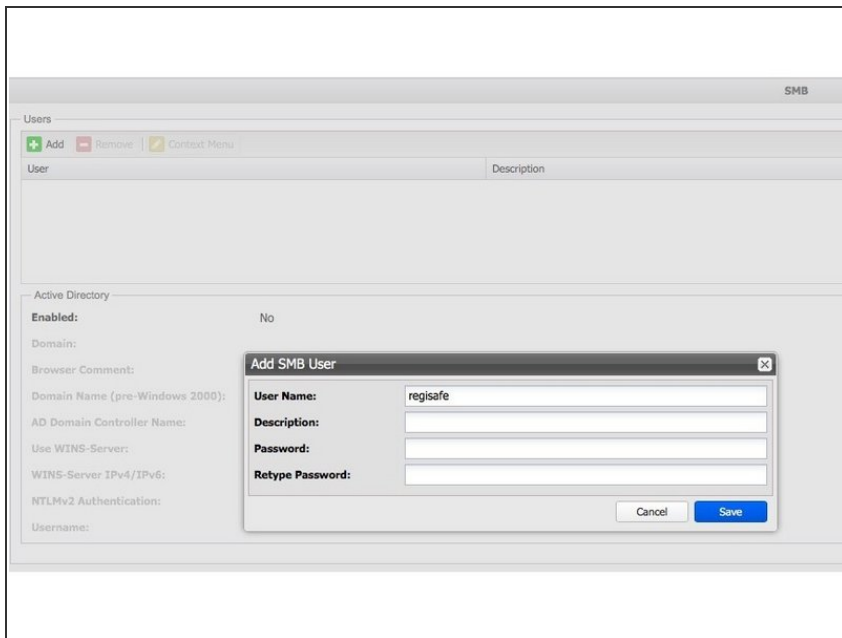 SMB
Users
Add Remove Context Menu
User Description
Active Directory
Enabled: No
Domain:
Browser Comment:
Domain Name (pre-Windows 2000):
AD Domain Controller Name:
Use WINS-Server:
WINS-Server IPv4/IPv6:
NTLMv2 Authentication:
Username:
Add SMB User
User Name: regisafe
Description:
Password:
Retype Password:
Cancel Save